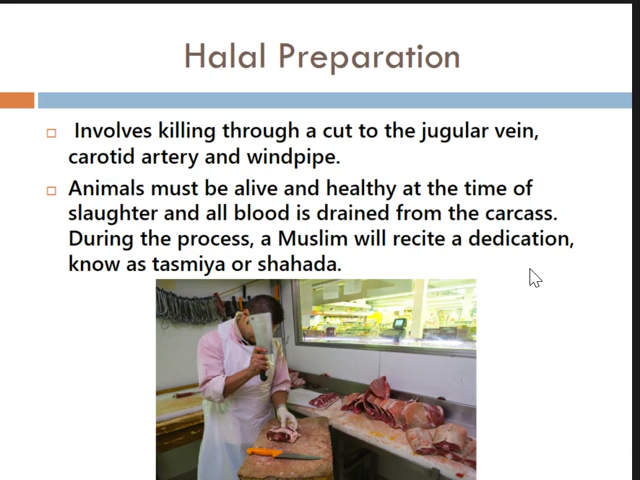 Halal Preparation
Involves killing through a cut to the jugular vein,
carotid artery and windpipe.
Animals must be alive and healthy at the time of
slaughter and all blood is drained from the carcass.
During the process, a Muslim will recite a dedication,
know as tasmiya or shahada.